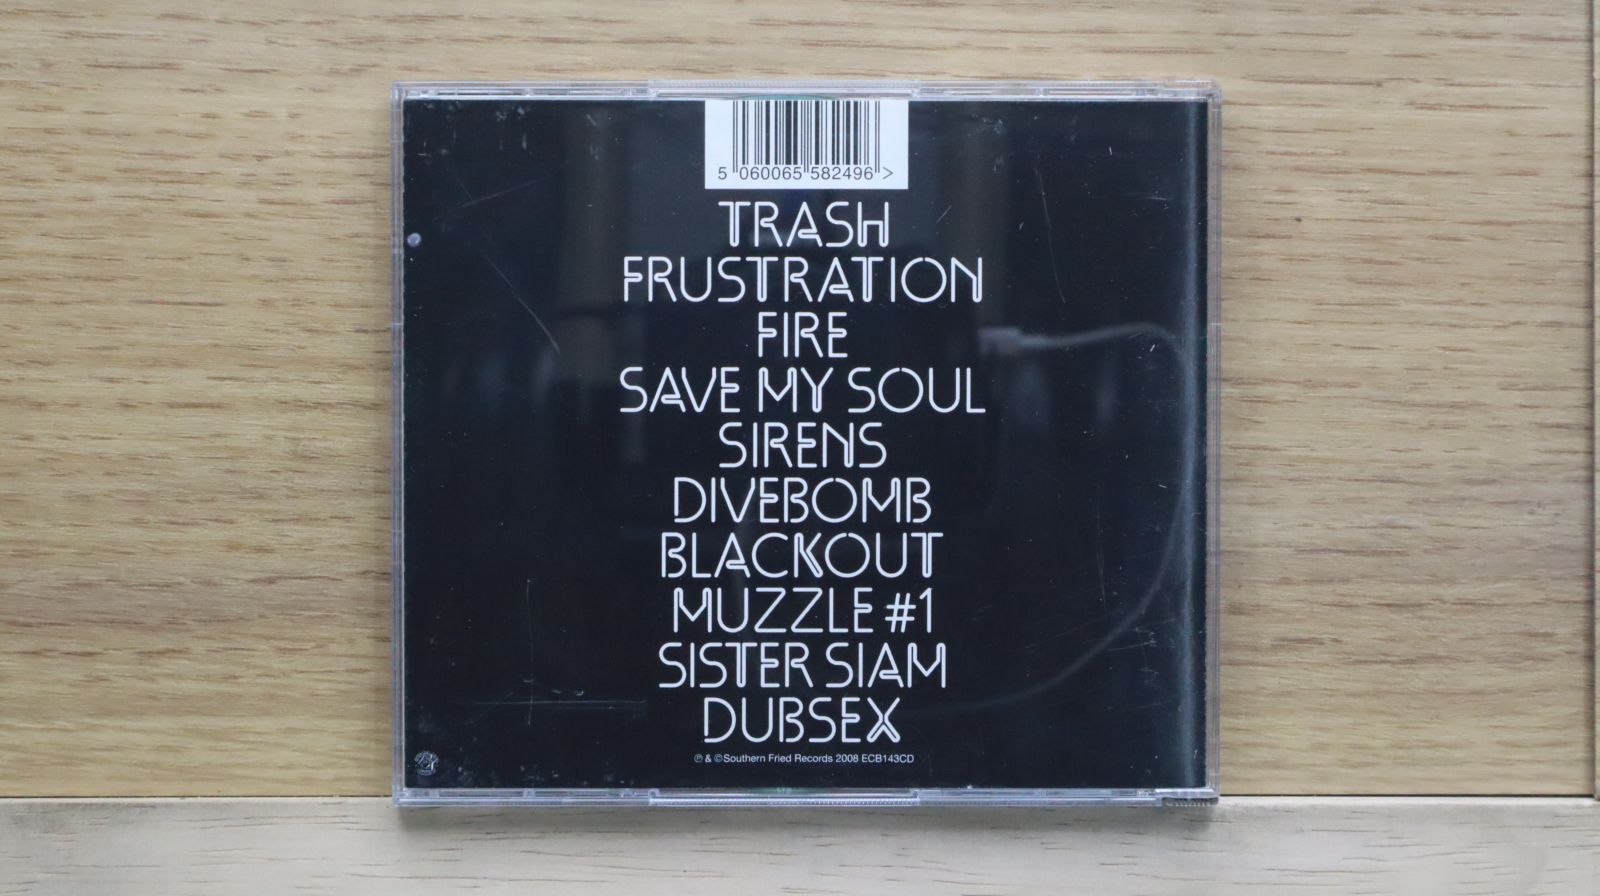 5 060065 582496 >
TRASH
FRUSTRATION
FIRE
SAVE MY SOUL
SIRENS
DIVEBOMB
BLACKOUT
MUZZLE #1
SISTER SIAM
DUBSEX
℗ & ©Southern Fried Records 2008 ECB143CD